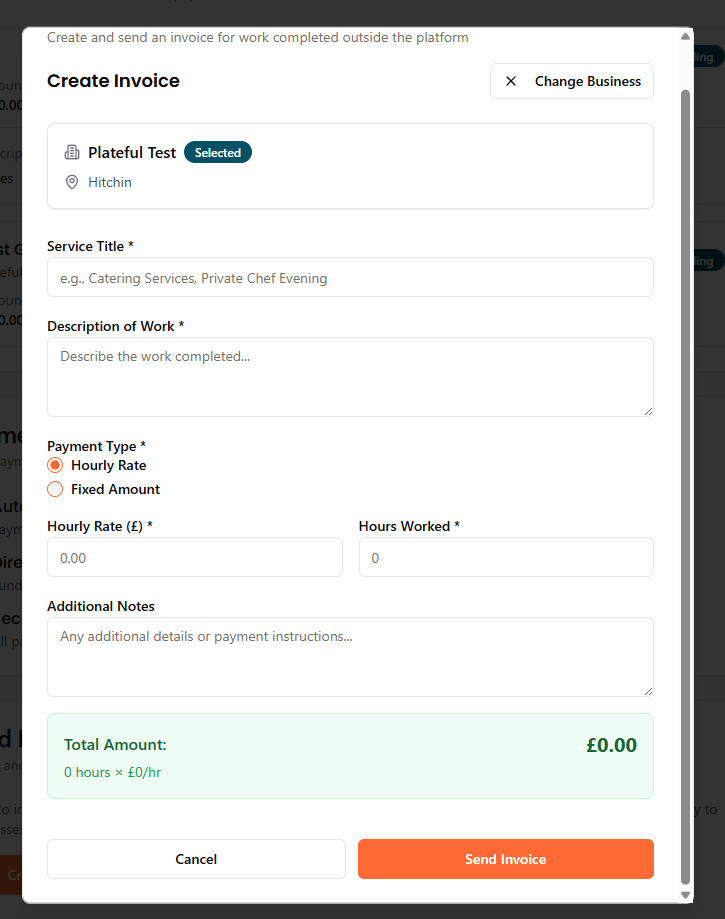 Create and send an invoice for work completed outside the platform
Create Invoice
Change Business
Plateful Test
Selected
Hitchin
Service Title *
e.g., Catering Services, Private Chef Evening
Description of Work *
Describe the work completed...
Payment Type *
Hourly Rate
Fixed Amount
Hourly Rate (£) *
Hours Worked *
0.00
0
Additional Notes
Any additional details or payment instructions...
Total Amount:
£0.00
0 hours × £0/hr
Cancel
Send Invoice